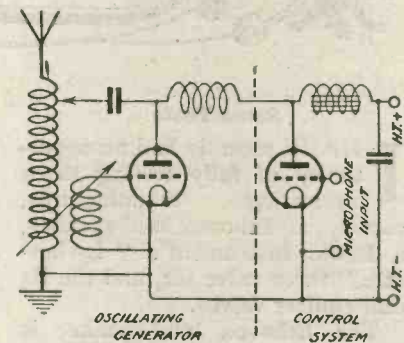 H.T.+
MICROPHONE
INPUT
H.T.-
OSCILLATING
GENERATOR
CONTROL
SYSTEM